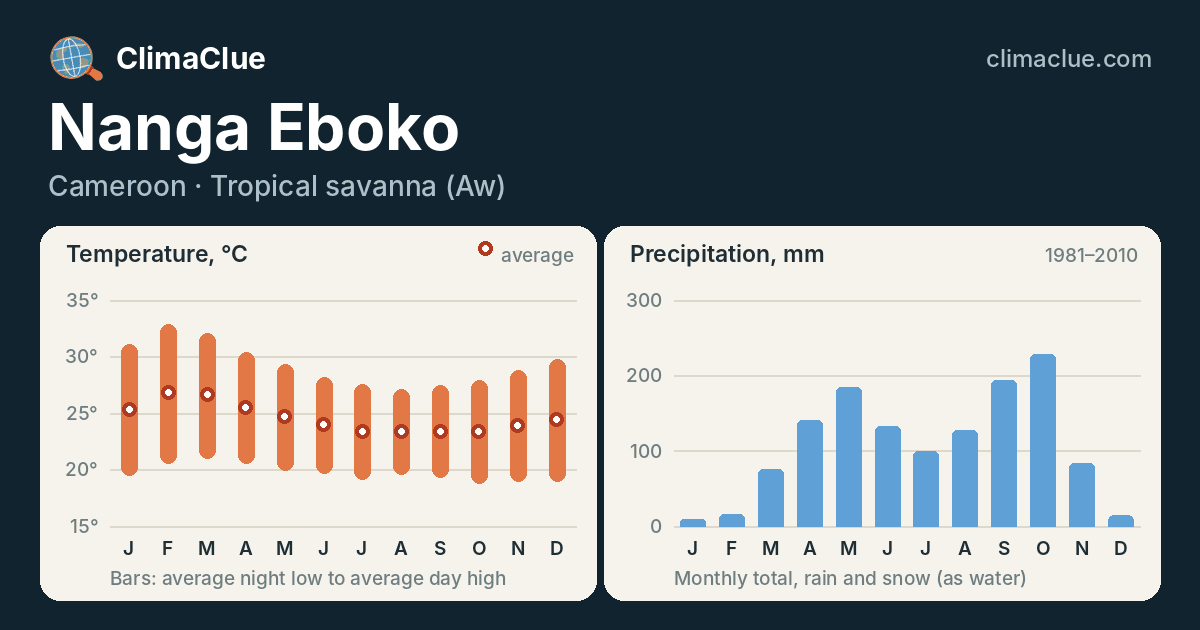 ClimaClue
climaclue.com
Nanga Eboko
Cameroon · Tropical savanna (Aw)
Temperature, °C
average
35°
30°
25°
20°
15°
J F M A M J J A S O N D
Bars: average night low to average day high
Precipitation, mm
1981–2010
300
200
100
0
J F M A M J J A S O N D
Monthly total, rain and snow (as water)